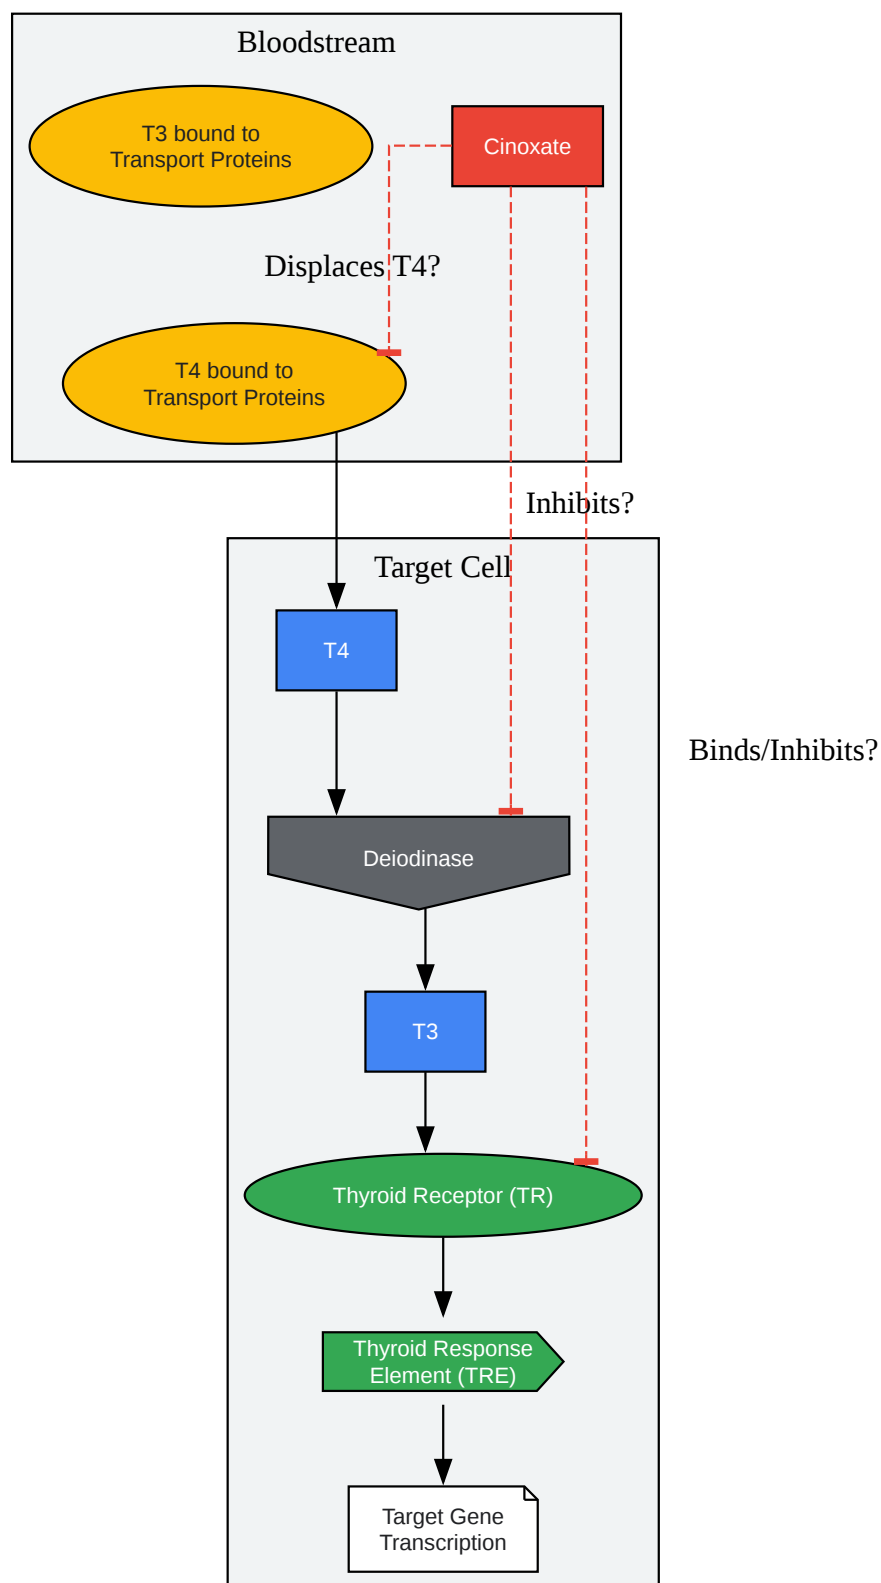 Bloodstream
T3 bound to
Transport Proteins
Cinoxate
Displaces T4?
T4 bound to
Transport Proteins
Inhibits?
Target Cell
T4
Binds/Inhibits?
Deiodinase
T3
Thyroid Receptor (TR)
Thyroid Response
Element (TRE)
Target Gene
Transcription